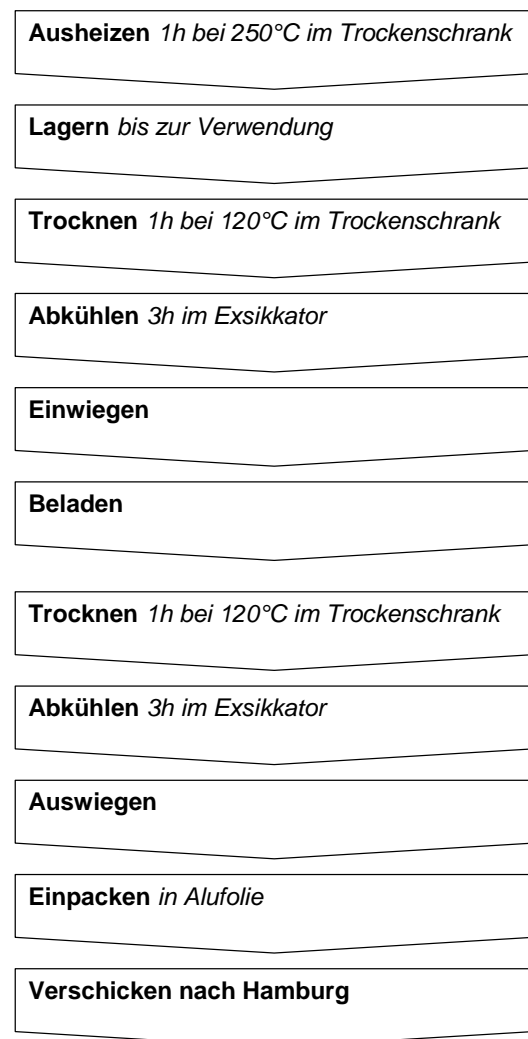 Ausheizen 1h bei 250°C im Trockenschrank
Lagern bis zur Verwendung
Trocknen 1h bei 120°C im Trockenschrank
Abkühlen 3h im Exsikkator
Einwiegen
Beladen
Trocknen 1h bei 120°C im Trockenschrank
Abkühlen 3h im Exsikkator
Auswiegen
Einpacken in Alufolie
Verschicken nach Hamburg